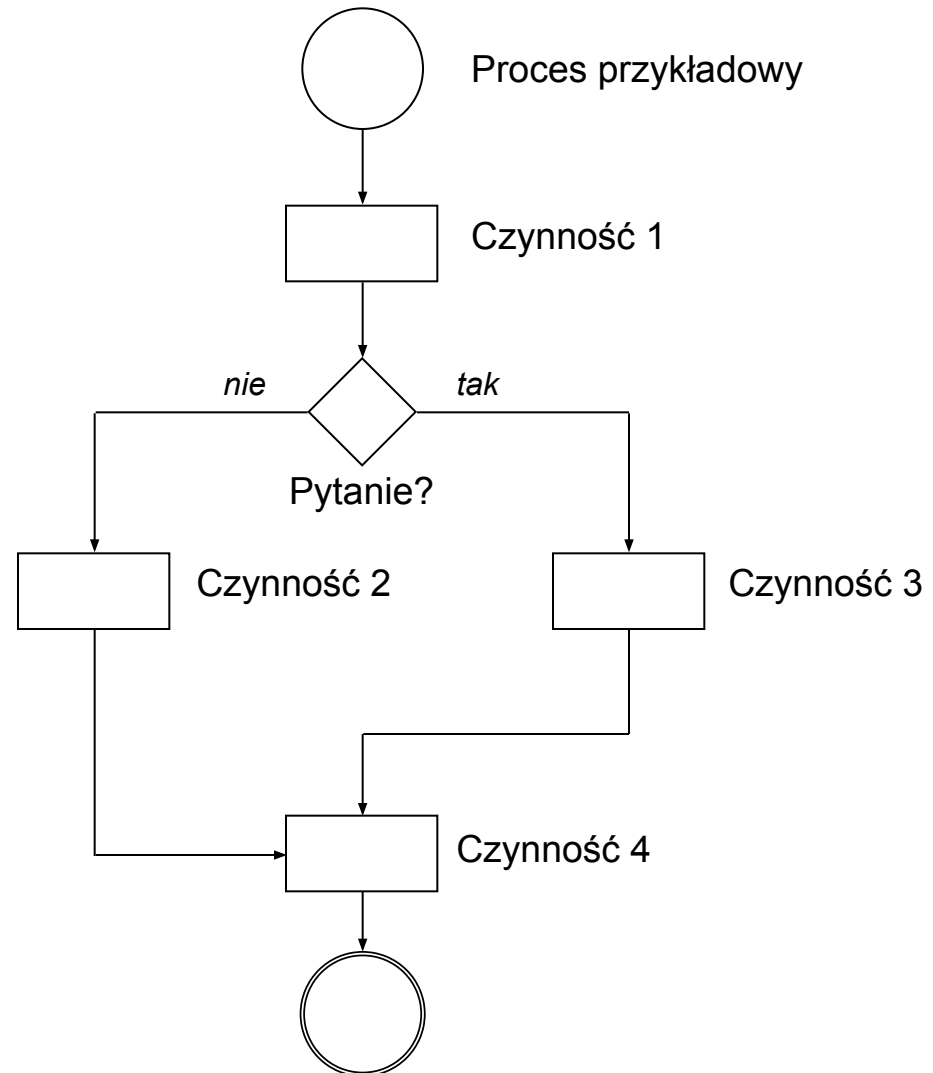 Proces przykładowy
Czynność 1
nie
tak
Pytanie?
Czynność 2
Czynność 3
Czynność 4